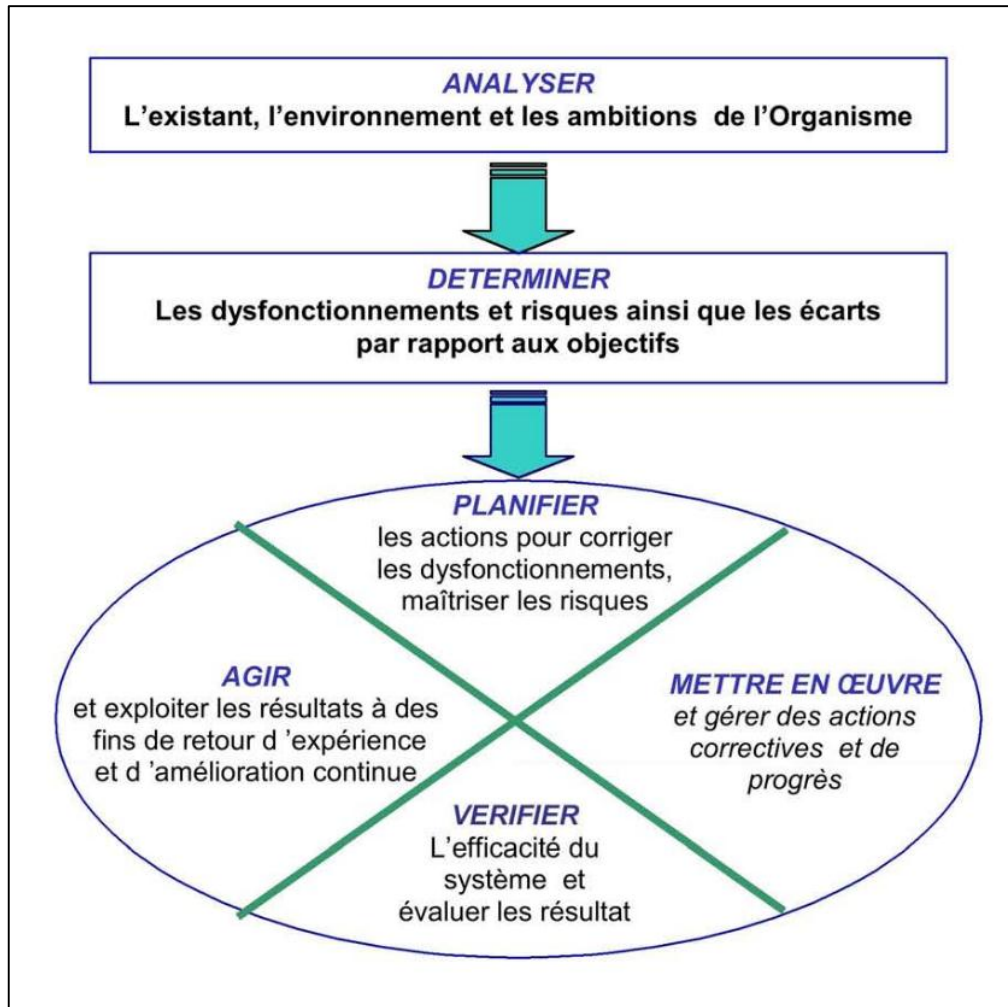 ANALYSER
L'existant, l'environnement et les ambitions de l'Organisme
DETERMINER
Les dysfonctionnements et risques ainsi que les écarts
par rapport aux objectifs
PLANIFIER
les actions pour corriger
les dysfonctionnements,
maîtriser les risques
AGIR
et exploiter les résultats à des
fins de retour d 'expérience
et d 'amélioration continue
METTRE EN ŒUVRE
et gérer des actions
correctives et de
progrès
VERIFIER
L'efficacité du
système et
évaluer les résultat